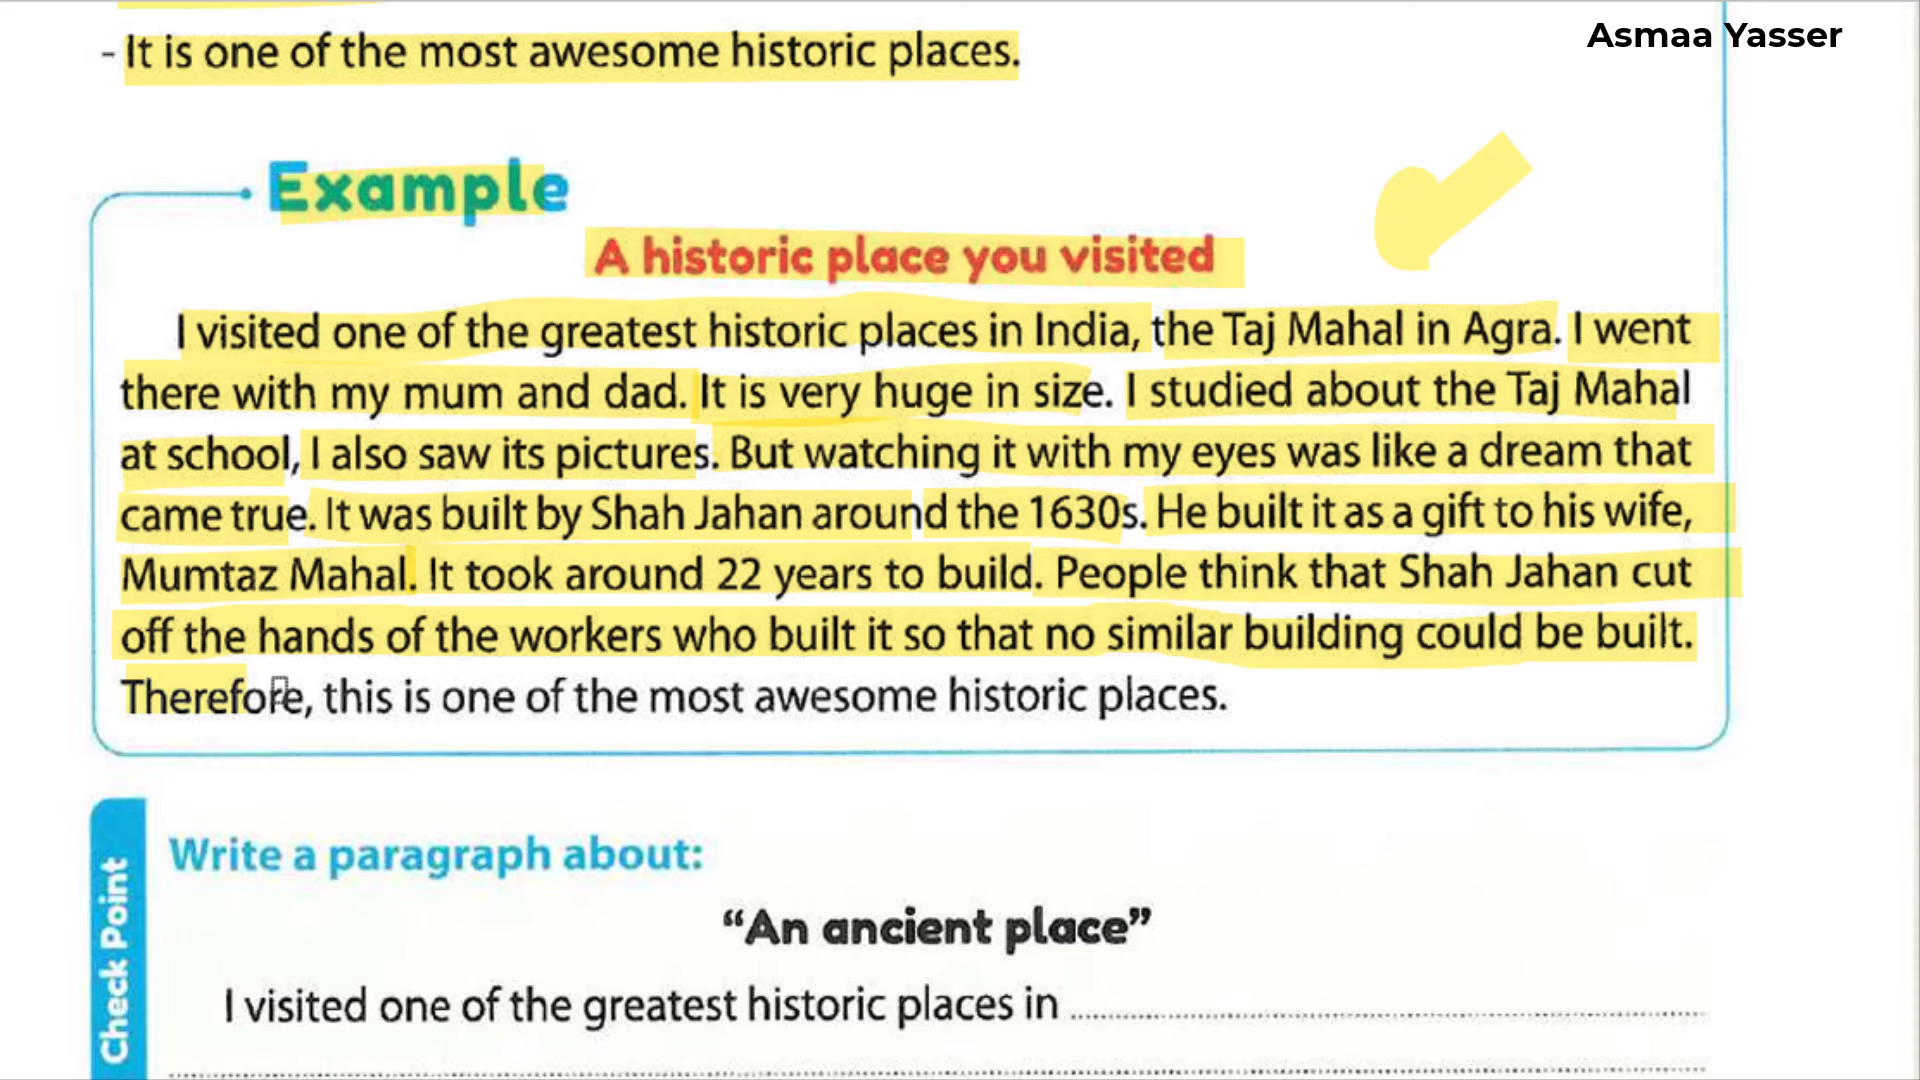 Asmaa Yasser
- It is one of the most awesome historic places.
Example
A historic place you visited
I visited one of the greatest historic places in India, the Taj Mahal in Agra. I went
there with my mum and dad. It is very huge in size. I studied about the Taj Mahal
at school, I also saw its pictures. But watching it with my eyes was like a dream that
came true. It was built by Shah Jahan around the 1630s. He built it as a gift to his wife,
Mumtaz Mahal. It took around 22 years to build. People think that Shah Jahan cut
off the hands of the workers who built it so that no similar building could be built.
Therefore, this is one of the most awesome historic places.
Check Point
Write a paragraph about:
“An ancient place”
I visited one of the greatest historic places in